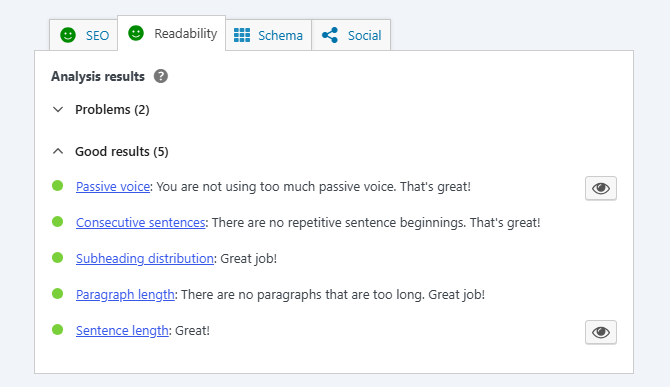 SEO
Readability
Schema
Social
Analysis results ?
Problems (2)
Good results (5)
Passive voice: You are not using too much passive voice. That's great!
Consecutive sentences: There are no repetitive sentence beginnings. That's great!
Subheading distribution: Great job!
Paragraph length: There are no paragraphs that are too long. Great job!
Sentence length: Great!